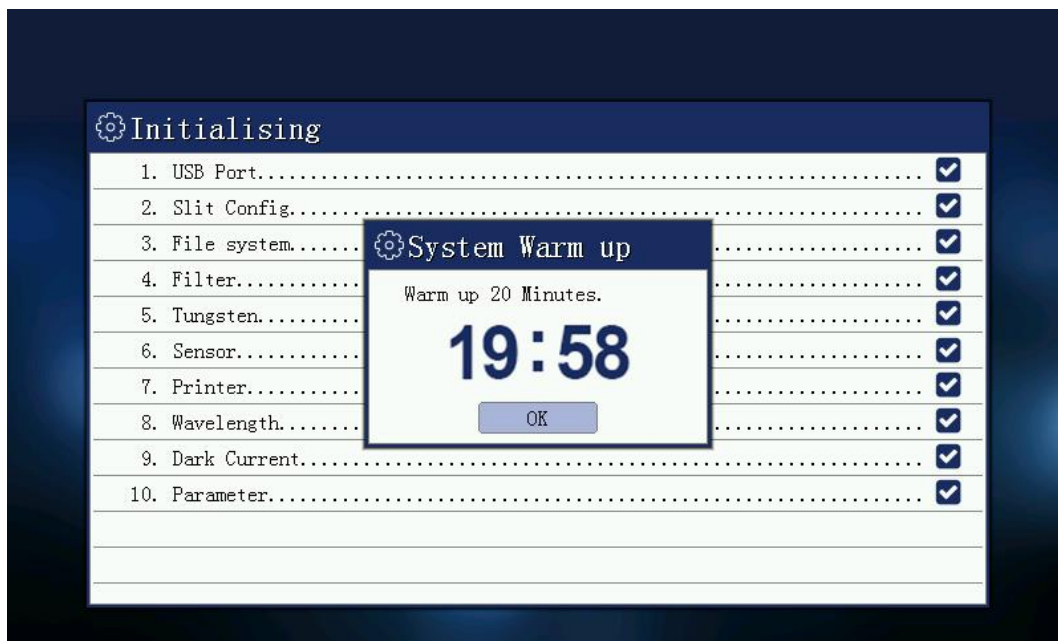 Initialising
1. USB Port..............................................................
2. Slit Config...........................................................
3. File system.......
System Warm up
....................
4. Filter............
Warm up 20 Minutes.
....................
5. Tungsten..........
....................
6. Sensor............
19:58
....................
7. Printer...........
....................
8. Wavelength........
OK
....................
9. Dark Current..........................................................
10. Parameter............................................................